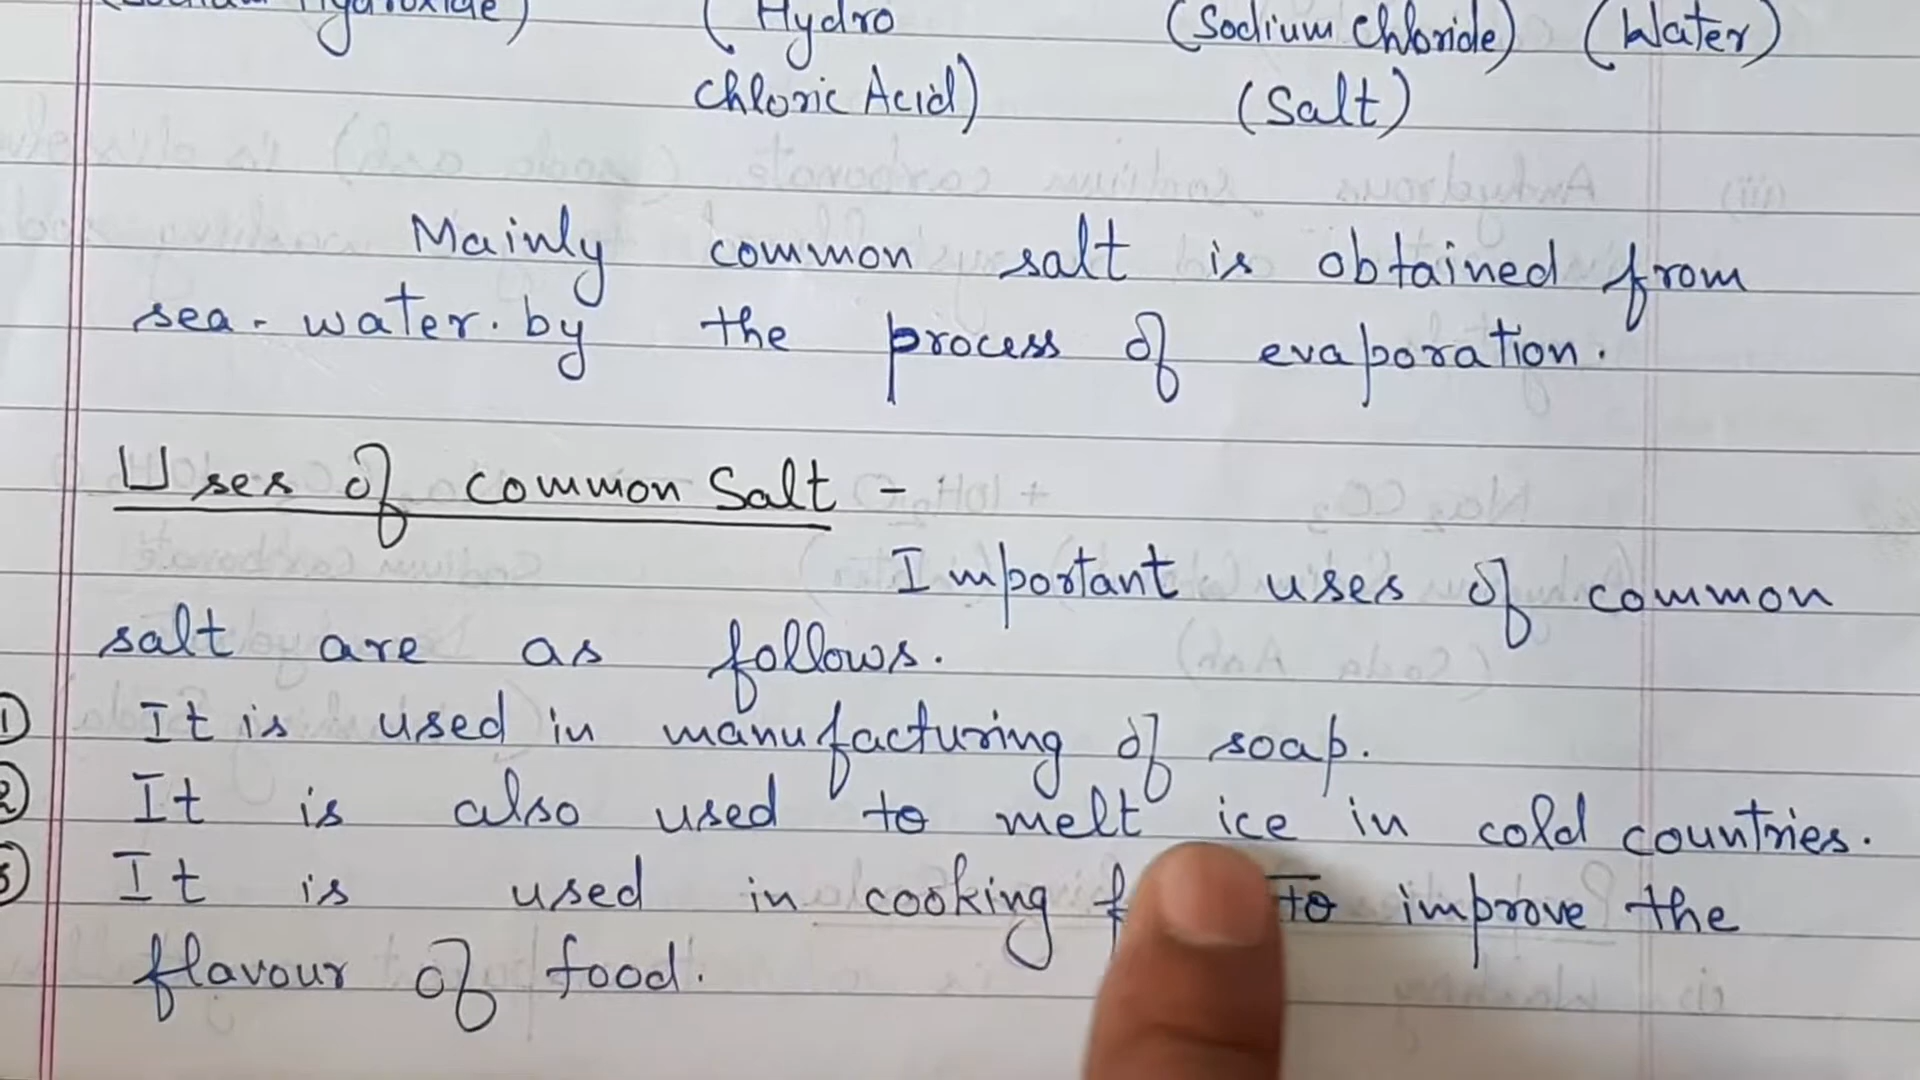 (Sodium Hydroxide) (Hydro (Sodium Chloride) (Water)
Chloric Acid) (Salt)
Mainly common salt is obtained from
sea-water. by the process of evaporation.
Uses of common Salt -
Important uses of common
salt are as follows.
① It is used in manufacturing of soap.
② It is also used to melt ice in cold countries.
③ It is used in cooking to improve the
flavour of food.